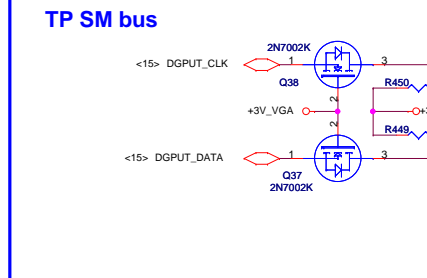 TP SM bus
2N7002K
<15> DGPUT_CLK 1 3
Q38 R450
2
+3V_VGA +3
2
R449
<15> DGPUT_DATA 1 3
Q37
2N7002K